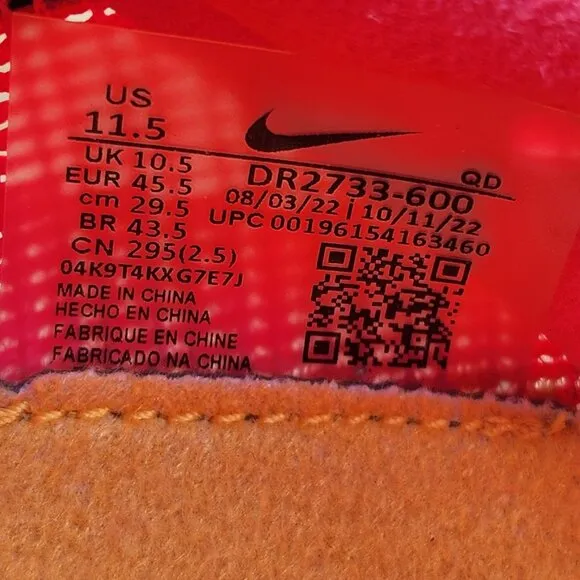 US
11.5
UK 10.5
EUR 45.5
cm 29.5
BR 43.5
CN 295(2.5)
04K9T4KXG7E7J
MADE IN CHINA
HECHO EN CHINA
FABRIQUE EN CHINE
FABRICADO NA CHINA
QD
DR2733-600
08/03/22 | 10/11/22
UPC 00196154163460